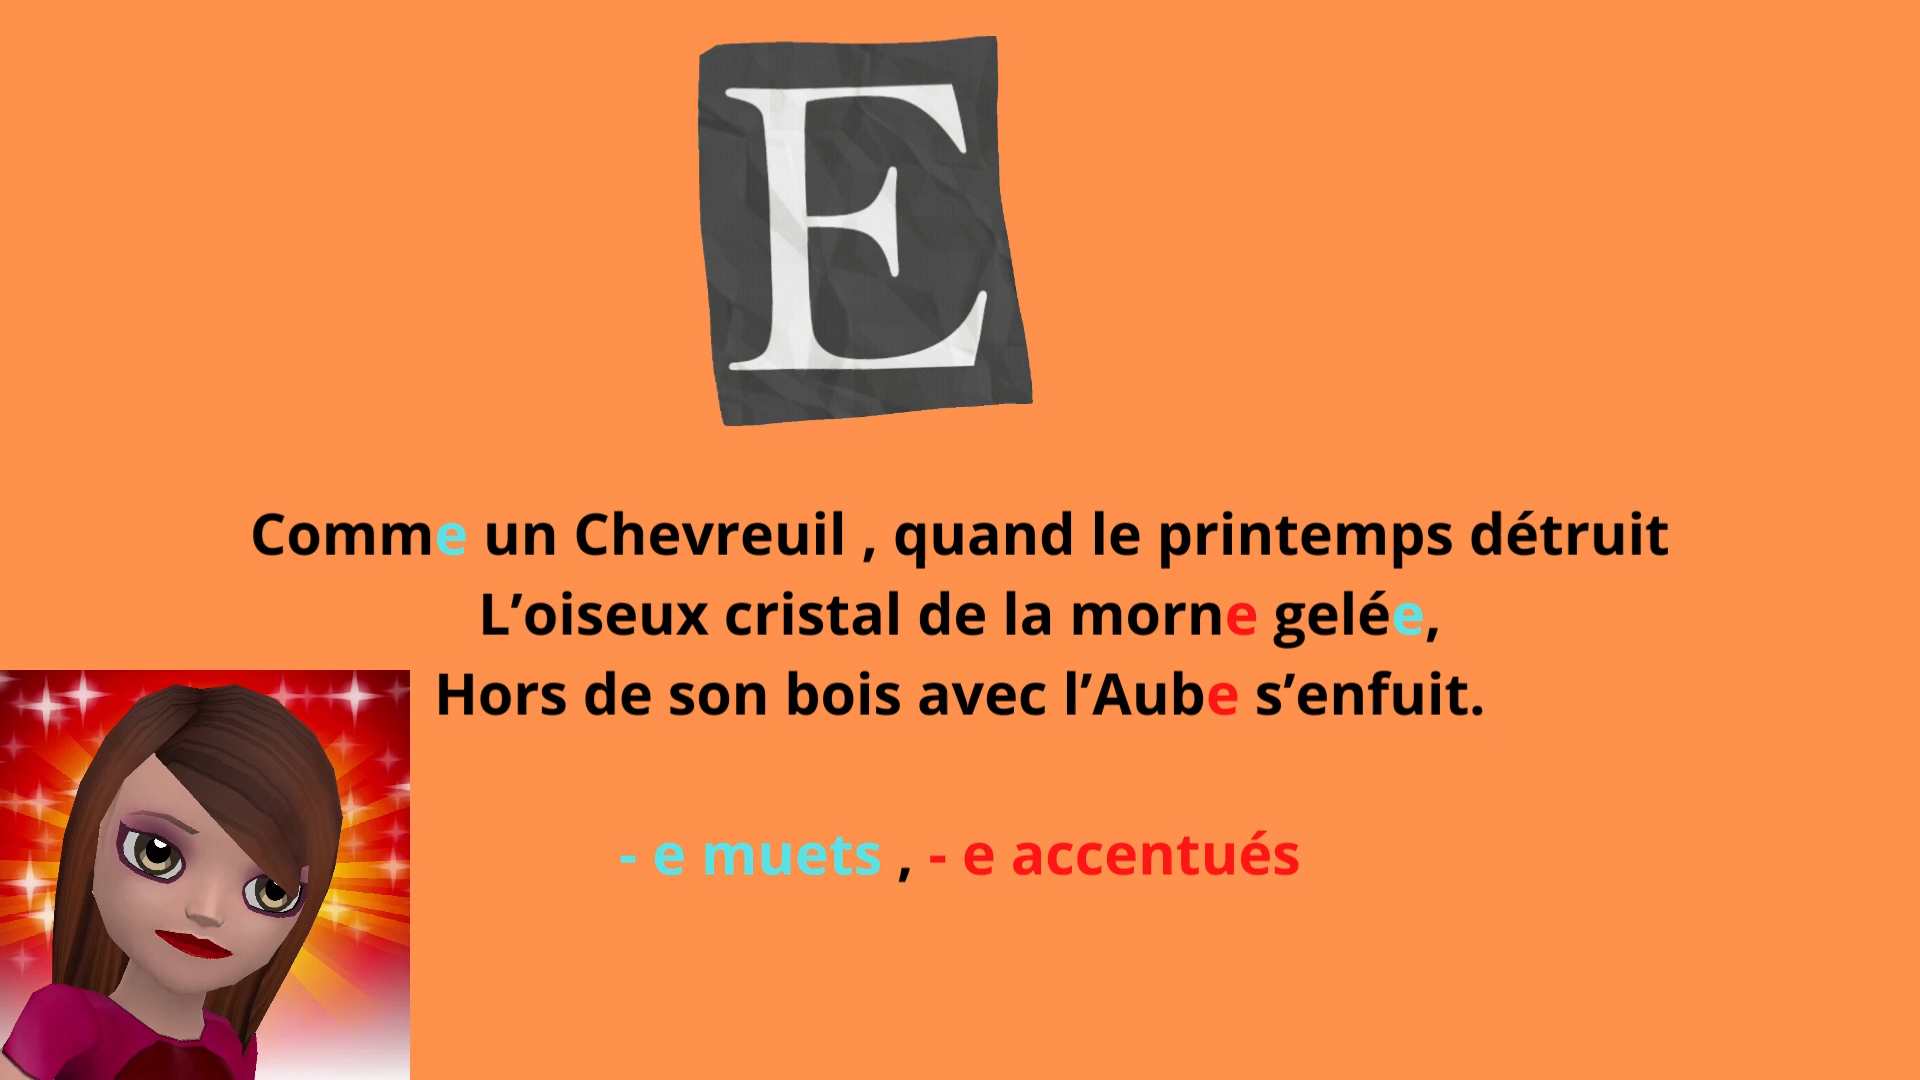 E
Comme un Chevreuil , quand le printemps détruit
L’oiseux cristal de la morne gelée,
Hors de son bois avec l’Aube s’enfuit.
- e muets , - e accentués